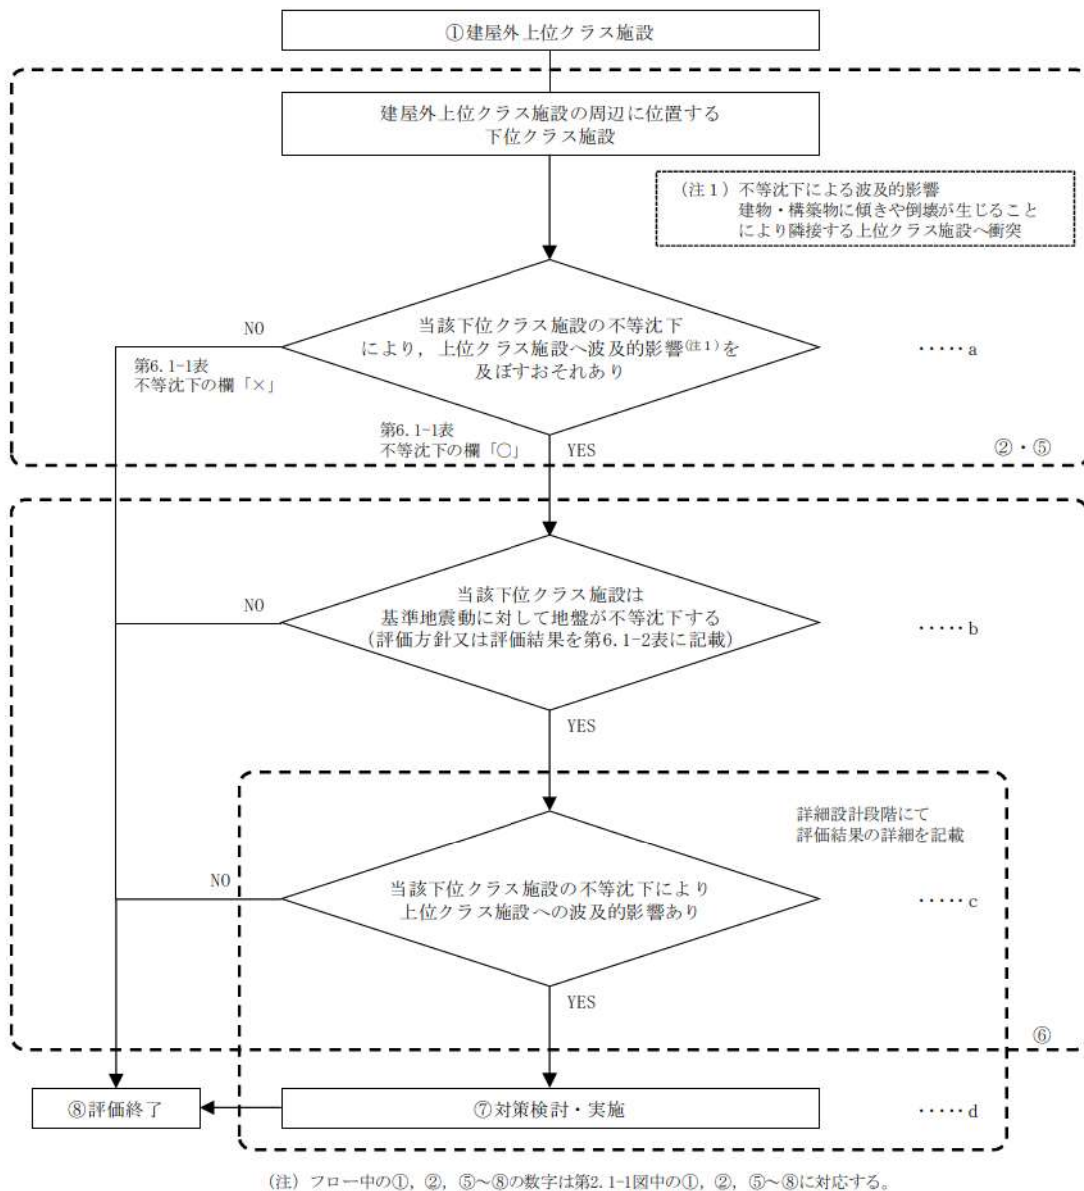 ①建屋外上位クラス施設
建屋外上位クラス施設の周辺に位置する
下位クラス施設
(注1)不等沈下による波及的影響
建物・構築物に傾きや倒壊が生じること
により隣接する上位クラス施設へ衝突
当該下位クラス施設の不等沈下
により，上位クラス施設へ波及的影響(注1)を
及ぼすおそれあり
・・・・・a
NO
第6.1-1表
不等沈下の欄「×」
第6.1-1表
不等沈下の欄「○」
YES
②・⑤
当該下位クラス施設は
基準地震動に対して地盤が不等沈下する
(評価方針又は評価結果を第6.1-2表に記載)
・・・・・b
NO
YES
詳細設計段階にて
評価結果の詳細を記載
当該下位クラス施設の不等沈下により
上位クラス施設への波及的影響あり
・・・・・c
NO
YES
⑥
⑧評価終了
⑦対策検討・実施
・・・・・d
(注) フロー中の①，②，⑤～⑧の数字は第2.1-1図中の①，②，⑤～⑧に対応する。